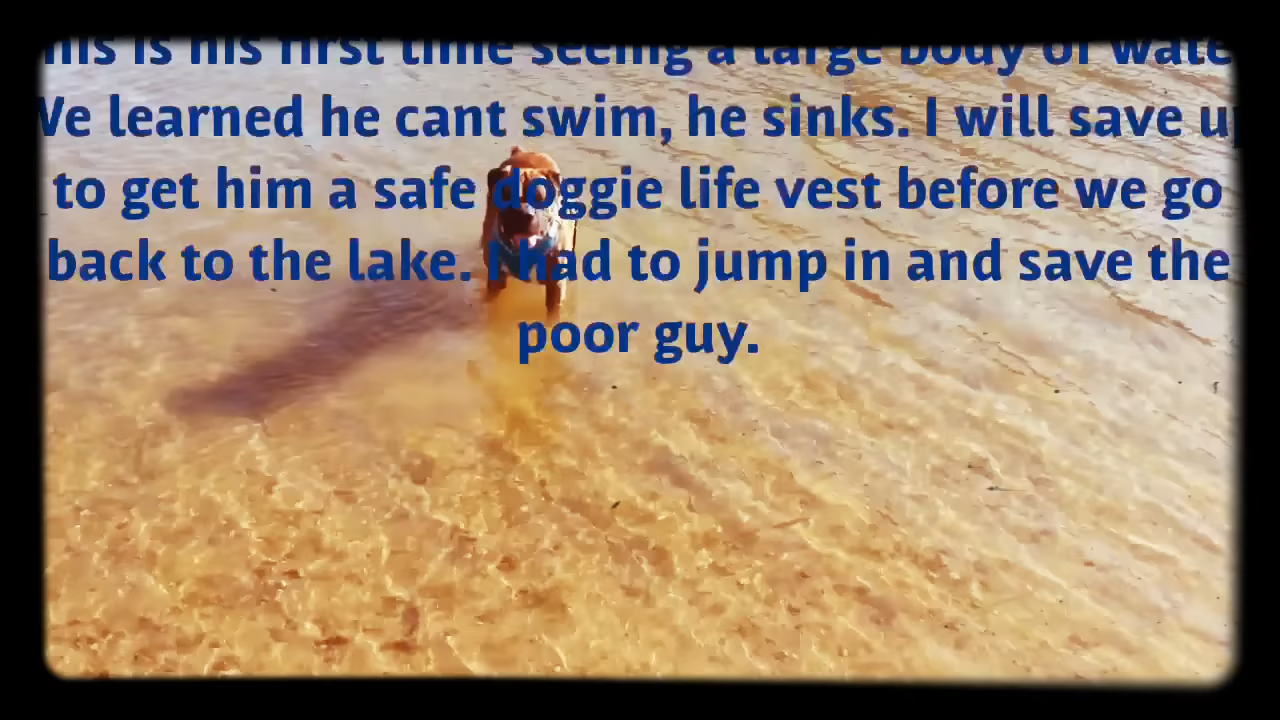 his is his first time seeing a large body of wate
We learned he cant swim, he sinks. I will save up
to get him a safe doggie life vest before we go
back to the lake. I had to jump in and save the
poor guy.